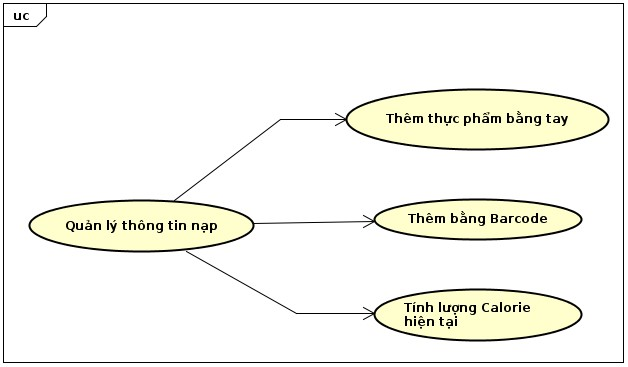 uc
Thêm thực phẩm bằng tay
Quản lý thông tin nạp
Thêm bằng Barcode
Tính lượng Calorie
hiện tại